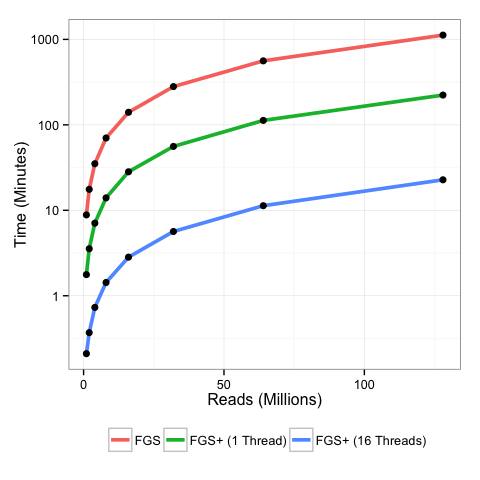 1000
100
10
1
Time (Minutes)
0 50 100
Reads (Millions)
FGS FGS+ (1 Thread) FGS+ (16 Threads)